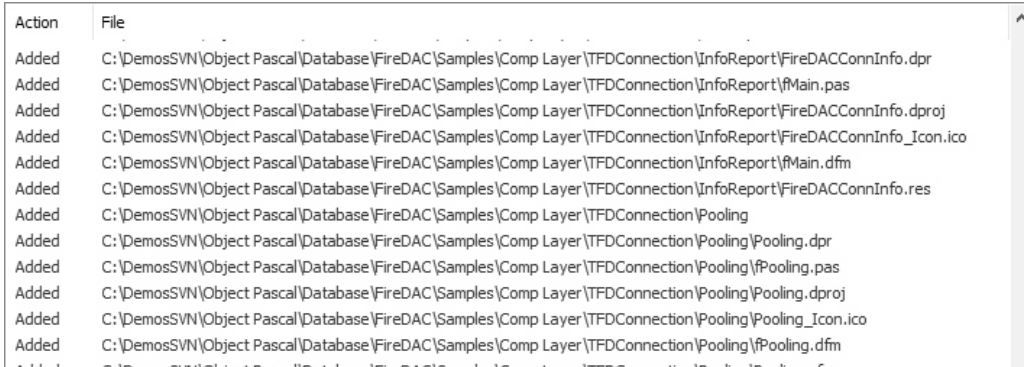 Action File
Added C:\DemosSVN\Object Pascal\Database\FireDAC\Samples\Comp Layer\TFDConnection\InfoReport\FireDACConnInfo.dpr
Added C:\DemosSVN\Object Pascal\Database\FireDAC\Samples\Comp Layer\TFDConnection\InfoReport\fMain.pas
Added C:\DemosSVN\Object Pascal\Database\FireDAC\Samples\Comp Layer\TFDConnection\InfoReport\FireDACConnInfo.dproj
Added C:\DemosSVN\Object Pascal\Database\FireDAC\Samples\Comp Layer\TFDConnection\InfoReport\FireDACConnInfo_Icon.ico
Added C:\DemosSVN\Object Pascal\Database\FireDAC\Samples\Comp Layer\TFDConnection\InfoReport\fMain.dfm
Added C:\DemosSVN\Object Pascal\Database\FireDAC\Samples\Comp Layer\TFDConnection\InfoReport\FireDACConnInfo.res
Added C:\DemosSVN\Object Pascal\Database\FireDAC\Samples\Comp Layer\TFDConnection\Pooling
Added C:\DemosSVN\Object Pascal\Database\FireDAC\Samples\Comp Layer\TFDConnection\Pooling\Pooling.dpr
Added C:\DemosSVN\Object Pascal\Database\FireDAC\Samples\Comp Layer\TFDConnection\Pooling\fPooling.pas
Added C:\DemosSVN\Object Pascal\Database\FireDAC\Samples\Comp Layer\TFDConnection\Pooling\Pooling.dproj
Added C:\DemosSVN\Object Pascal\Database\FireDAC\Samples\Comp Layer\TFDConnection\Pooling\Pooling_Icon.ico
Added C:\DemosSVN\Object Pascal\Database\FireDAC\Samples\Comp Layer\TFDConnection\Pooling\fPooling.dfm